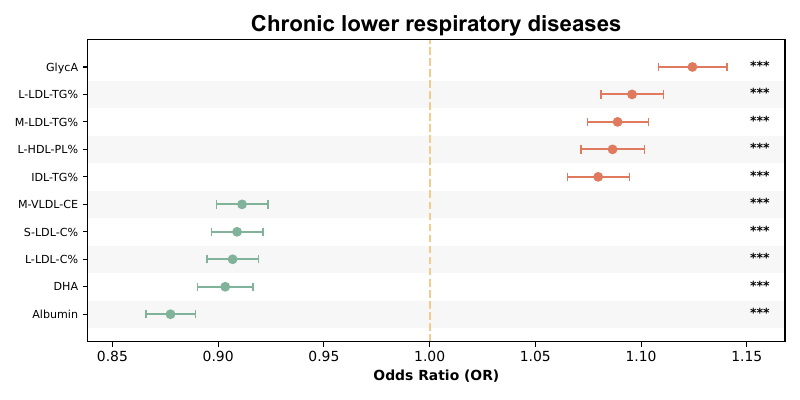 Chronic lower respiratory diseases
GlycA ***
L-LDL-TG% ***
M-LDL-TG% ***
L-HDL-PL% ***
IDL-TG% ***
M-VLDL-CE ***
S-LDL-C% ***
L-LDL-C% ***
DHA ***
Albumin ***
0.85 0.90 0.95 1.00 1.05 1.10 1.15
Odds Ratio (OR)